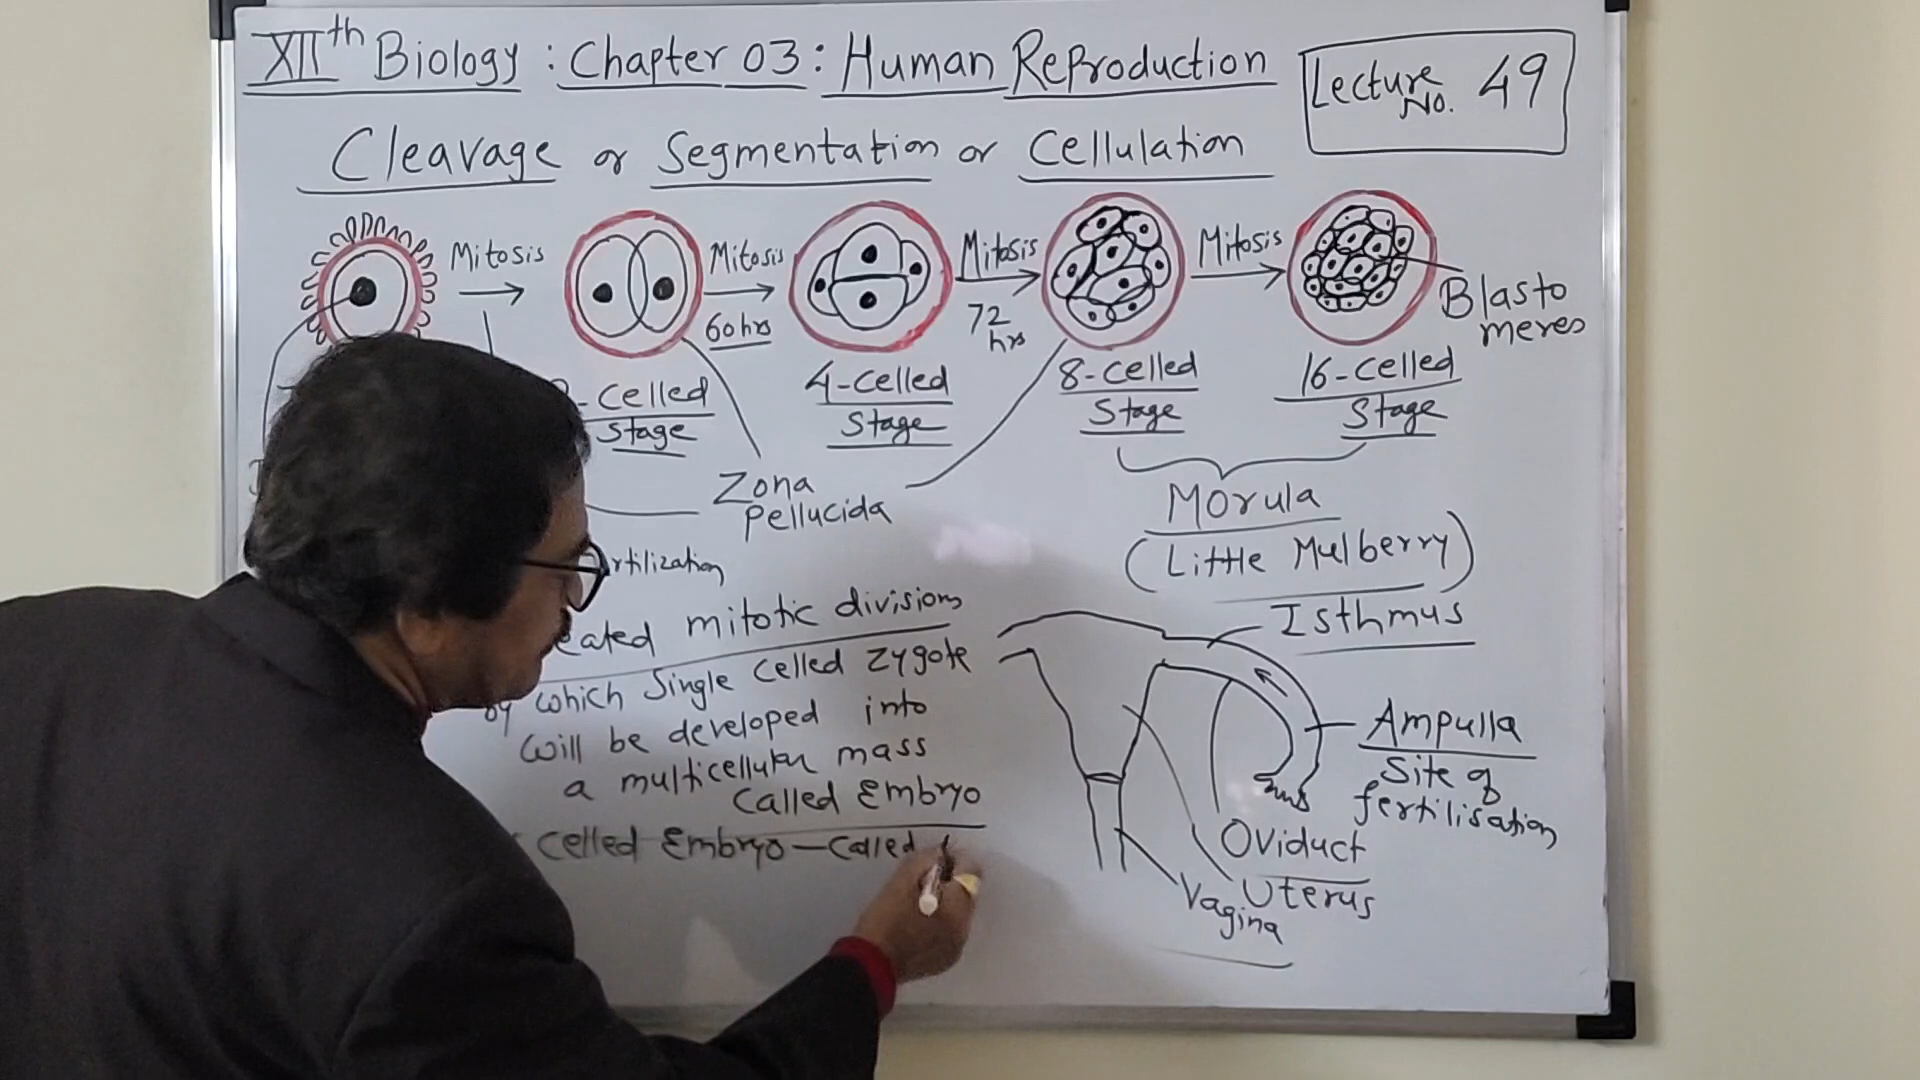 XIIth Biology : Chapter 03 : Human Reproduction
Lecture No. 49
Cleavage or Segmentation or Cellulation
Mitosis
Mitosis
60 hrs
Mitosis
72 hrs
Mitosis
Blasto
meres
-celled
Stage
4-celled
Stage
8-celled
Stage
16-celled
Stage
Zona
pellucida
Morula
(Little Mulberry)
Isthmus
mitotic divisions
by which Single celled zygote
will be developed into
a multicellular mass
called Embryo
celled Embryo – called
Ampulla
Site of
fertilisation
Oviduct
Uterus
Vagina